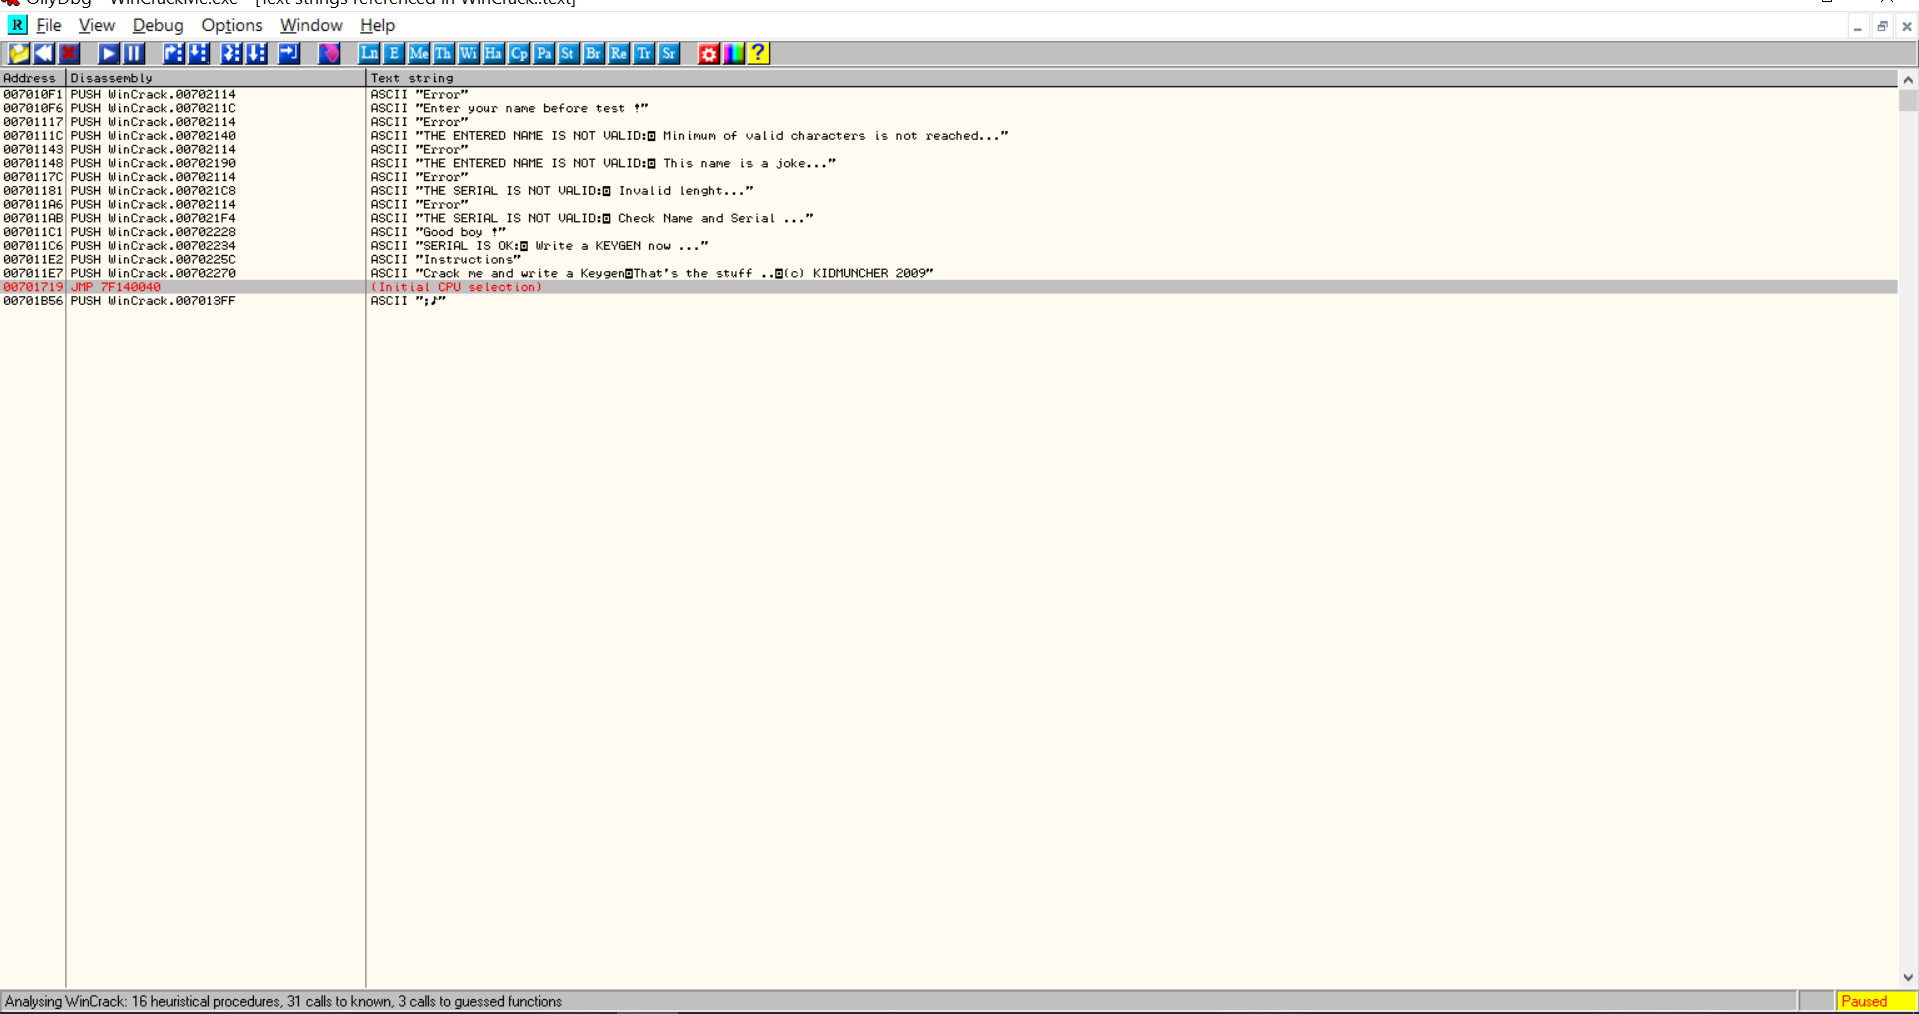 OllyDbg - WinCrackMe.exe - [Text strings referenced in WinCrack:.text]
R File View Debug Options Window Help
Ln E Me Th Wi Ha Cp Pa St Br Re Tr Sr ?
Address Disassembly Text string
007010F1 PUSH WinCrack.00702114 ASCII "Error"
007010F6 PUSH WinCrack.0070211C ASCII "Enter your name before test !"
00701117 PUSH WinCrack.00702114 ASCII "Error"
0070111C PUSH WinCrack.00702140 ASCII "THE ENTERED NAME IS NOT VALID:◙ Minimum of valid characters is not reached..."
00701143 PUSH WinCrack.00702114 ASCII "Error"
00701148 PUSH WinCrack.00702190 ASCII "THE ENTERED NAME IS NOT VALID:◙ This name is a joke..."
0070117C PUSH WinCrack.00702114 ASCII "Error"
00701181 PUSH WinCrack.007021C8 ASCII "THE SERIAL IS NOT VALID:◙ Invalid lenght..."
007011A6 PUSH WinCrack.00702114 ASCII "Error"
007011AB PUSH WinCrack.007021F4 ASCII "THE SERIAL IS NOT VALID:◙ Check Name and Serial ..."
007011C1 PUSH WinCrack.00702228 ASCII "Good boy !"
007011C6 PUSH WinCrack.00702234 ASCII "SERIAL IS OK:◙ Write a KEYGEN now ..."
007011E2 PUSH WinCrack.0070225C ASCII "Instructions"
007011E7 PUSH WinCrack.00702270 ASCII "Crack me and write a Keygen◙That's the stuff ..◙(c) KIDMUNCHER 2009"
00701719 JMP 7F140040 (Initial CPU selection)
00701B56 PUSH WinCrack.007013FF ASCII ";♪"
Analysing WinCrack: 16 heuristical procedures, 31 calls to known, 3 calls to guessed functions
Paused